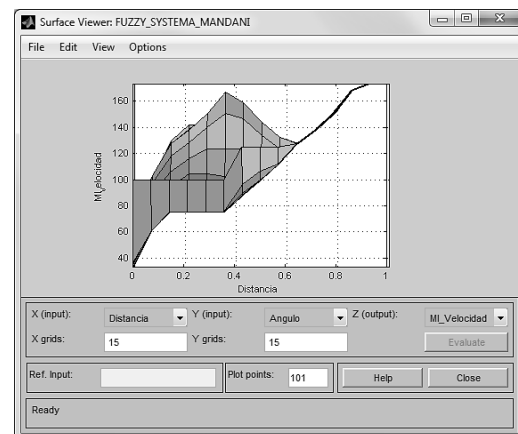 Surface Viewer: FUZZY_SYSTEMA_MANDANI
File Edit View Options
160
140
120
100
80
60
40
MI_velocidad
0 0.2 0.4 0.6 0.8 1
Distancia
X (input): Distancia Y (input): Angulo Z (output): MI_Velocidad
X grids: 15 Y grids: 15 Evaluate
Ref. Input: Plot points: 101 Help Close
Ready